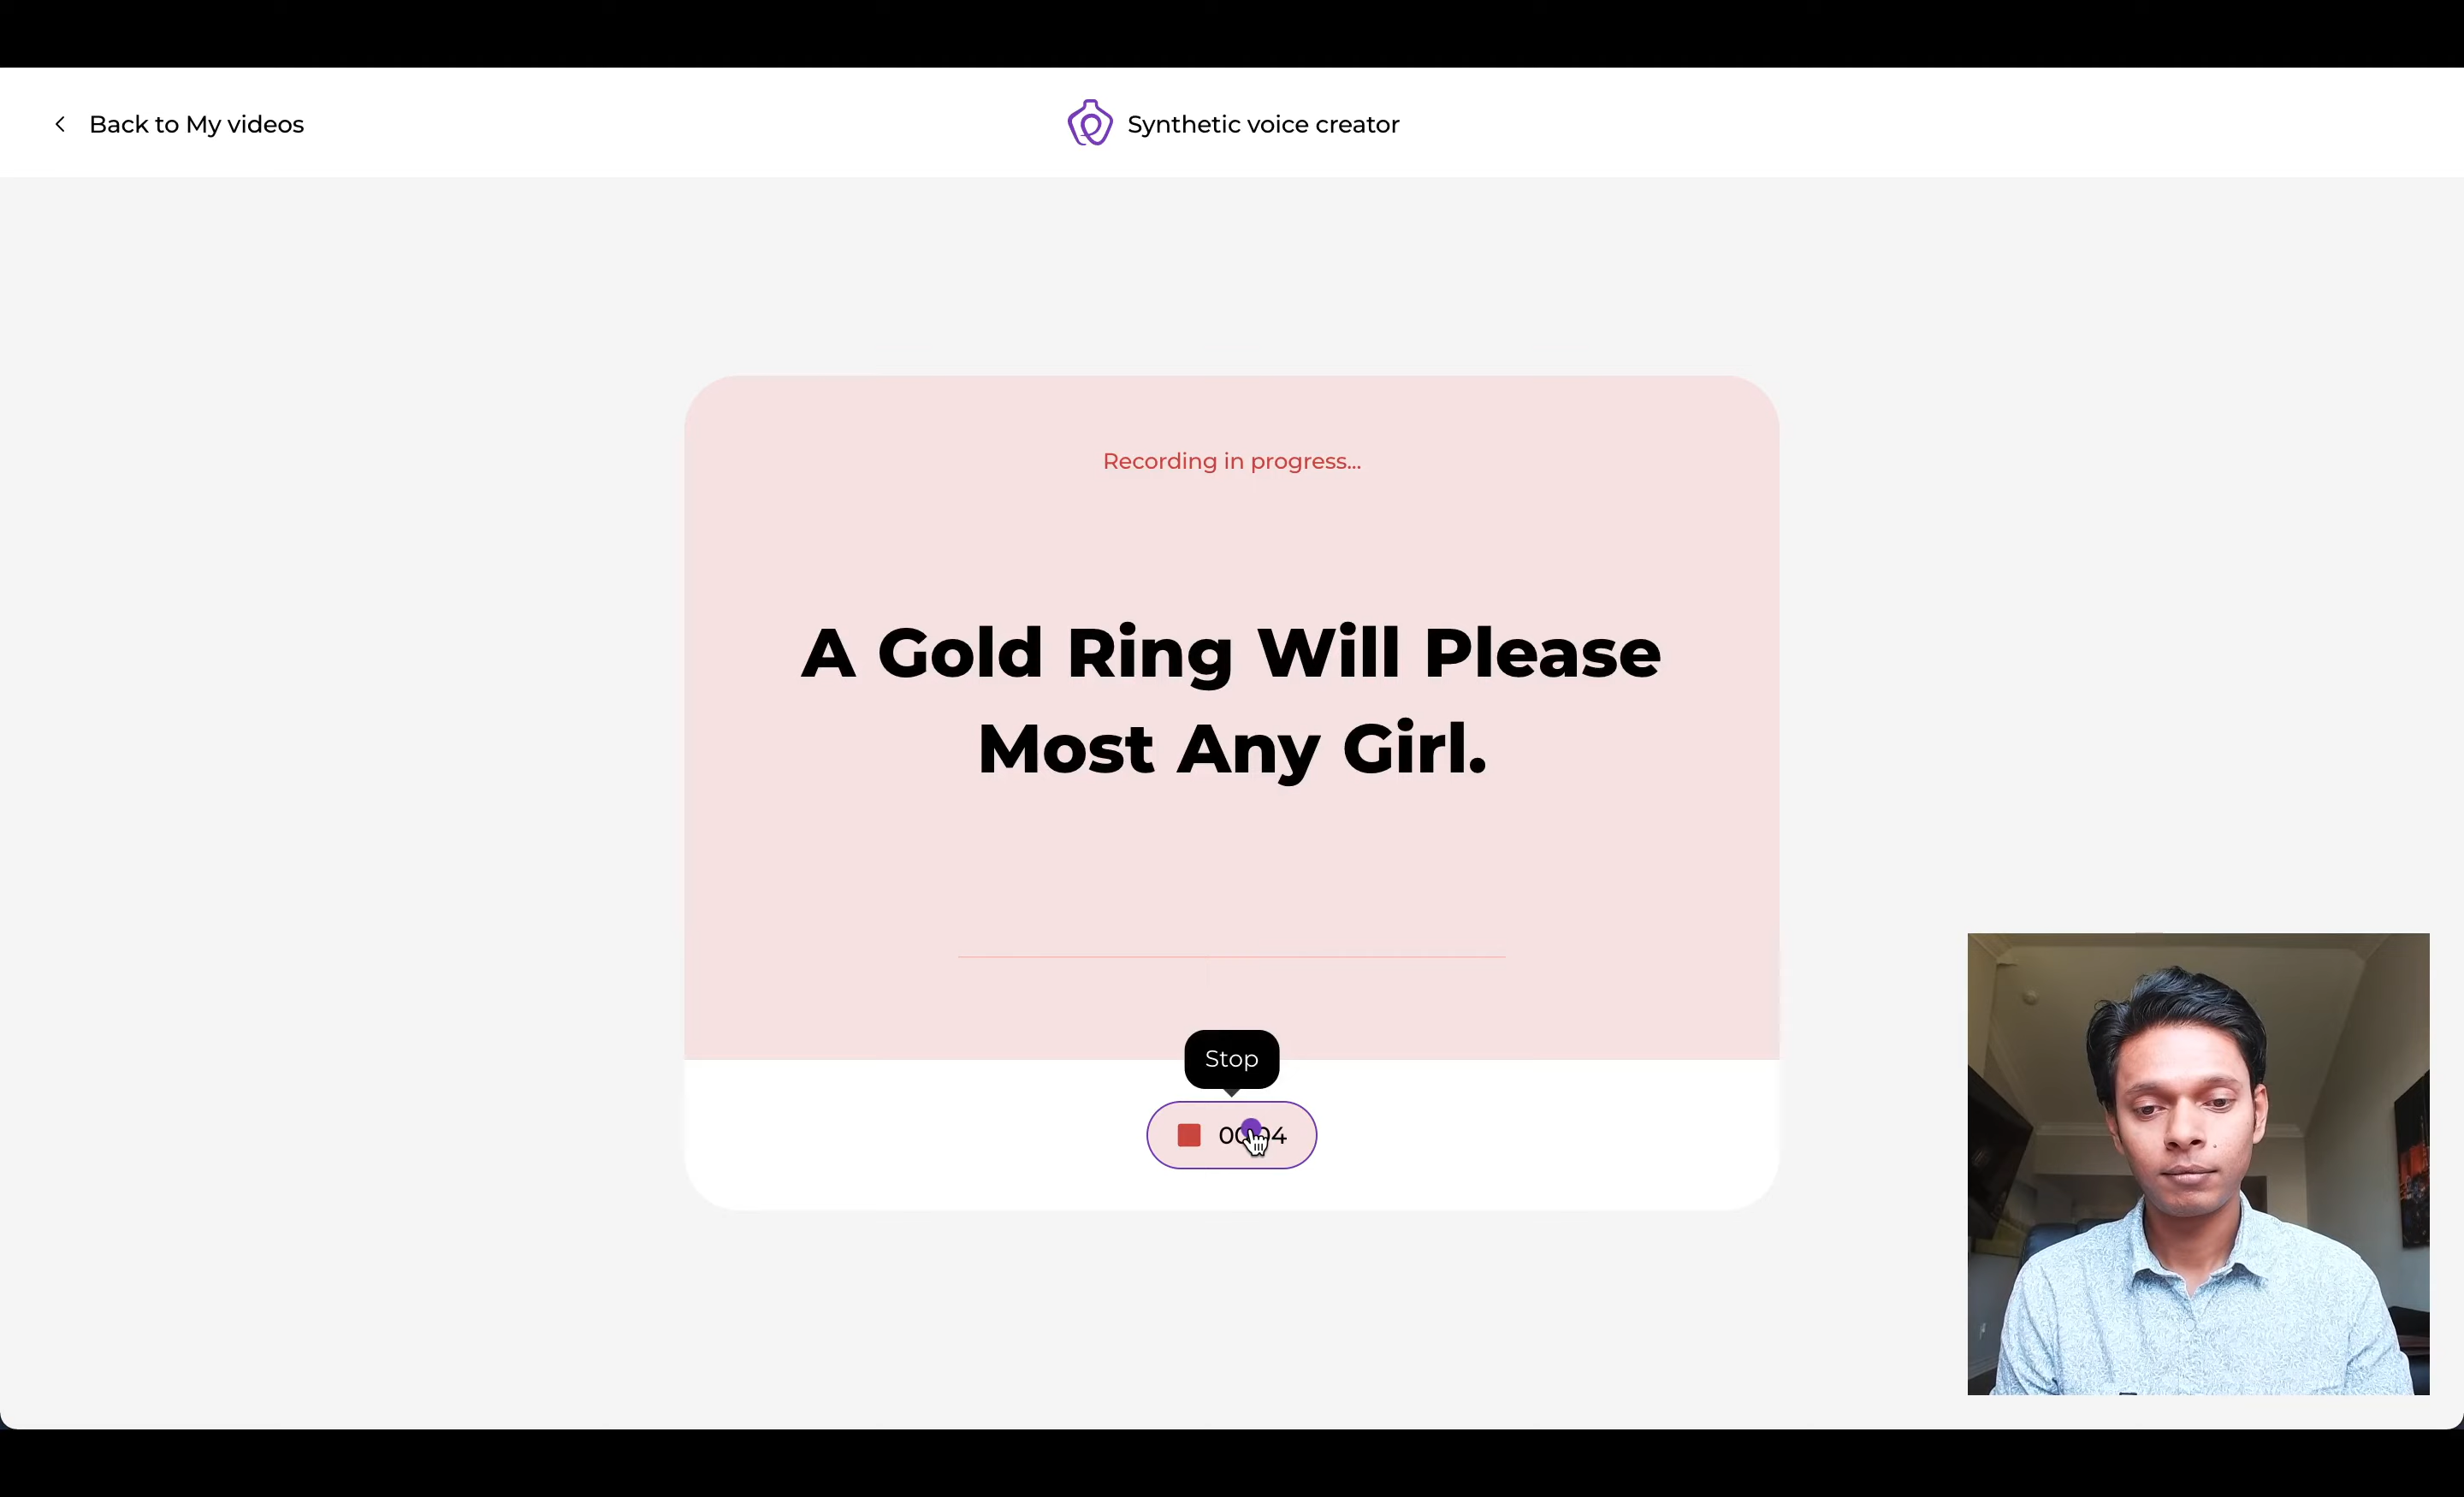 Back to My videos
Synthetic voice creator
Recording in progress...
A Gold Ring Will Please
Most Any Girl.
Stop